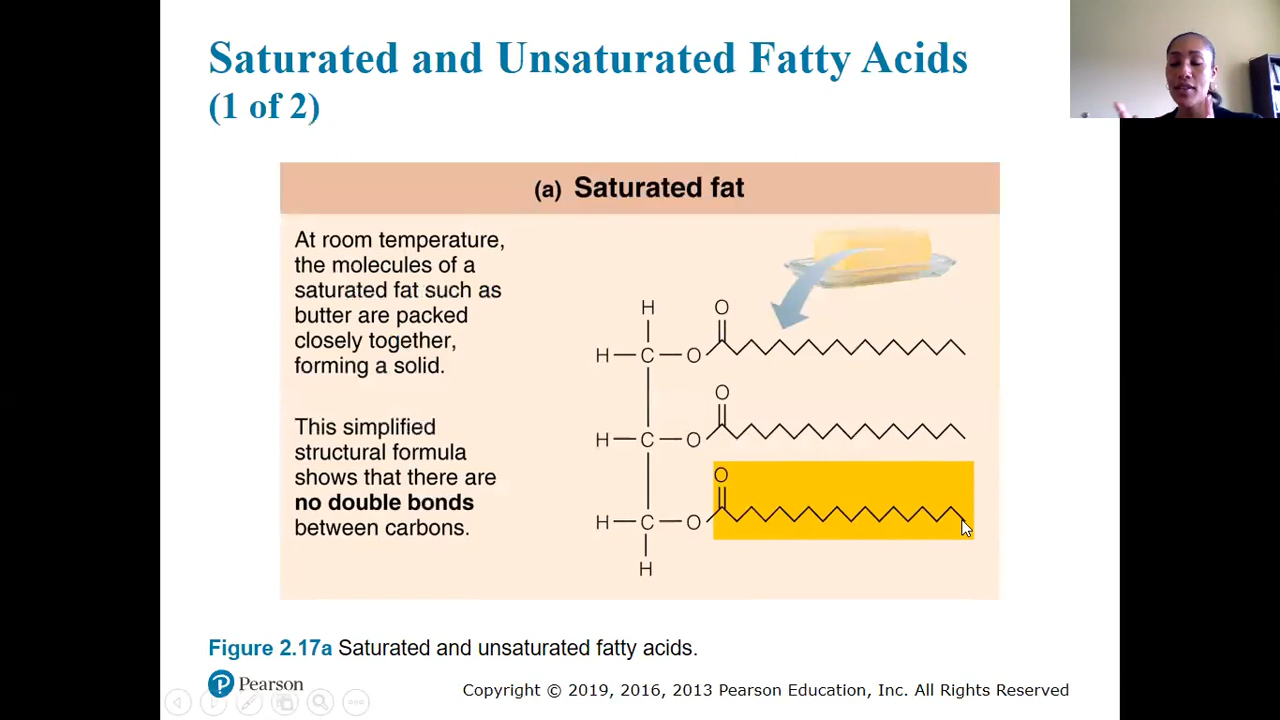 Saturated and Unsaturated Fatty Acids
(1 of 2)
(a) Saturated fat
At room temperature,
the molecules of a
saturated fat such as
butter are packed
closely together,
forming a solid.
This simplified
structural formula
shows that there are
no double bonds
between carbons.
H
O
H C O
O
H C O
O
H C O
H
Figure 2.17a Saturated and unsaturated fatty acids.
P Pearson
Copyright © 2019, 2016, 2013 Pearson Education, Inc. All Rights Reserved